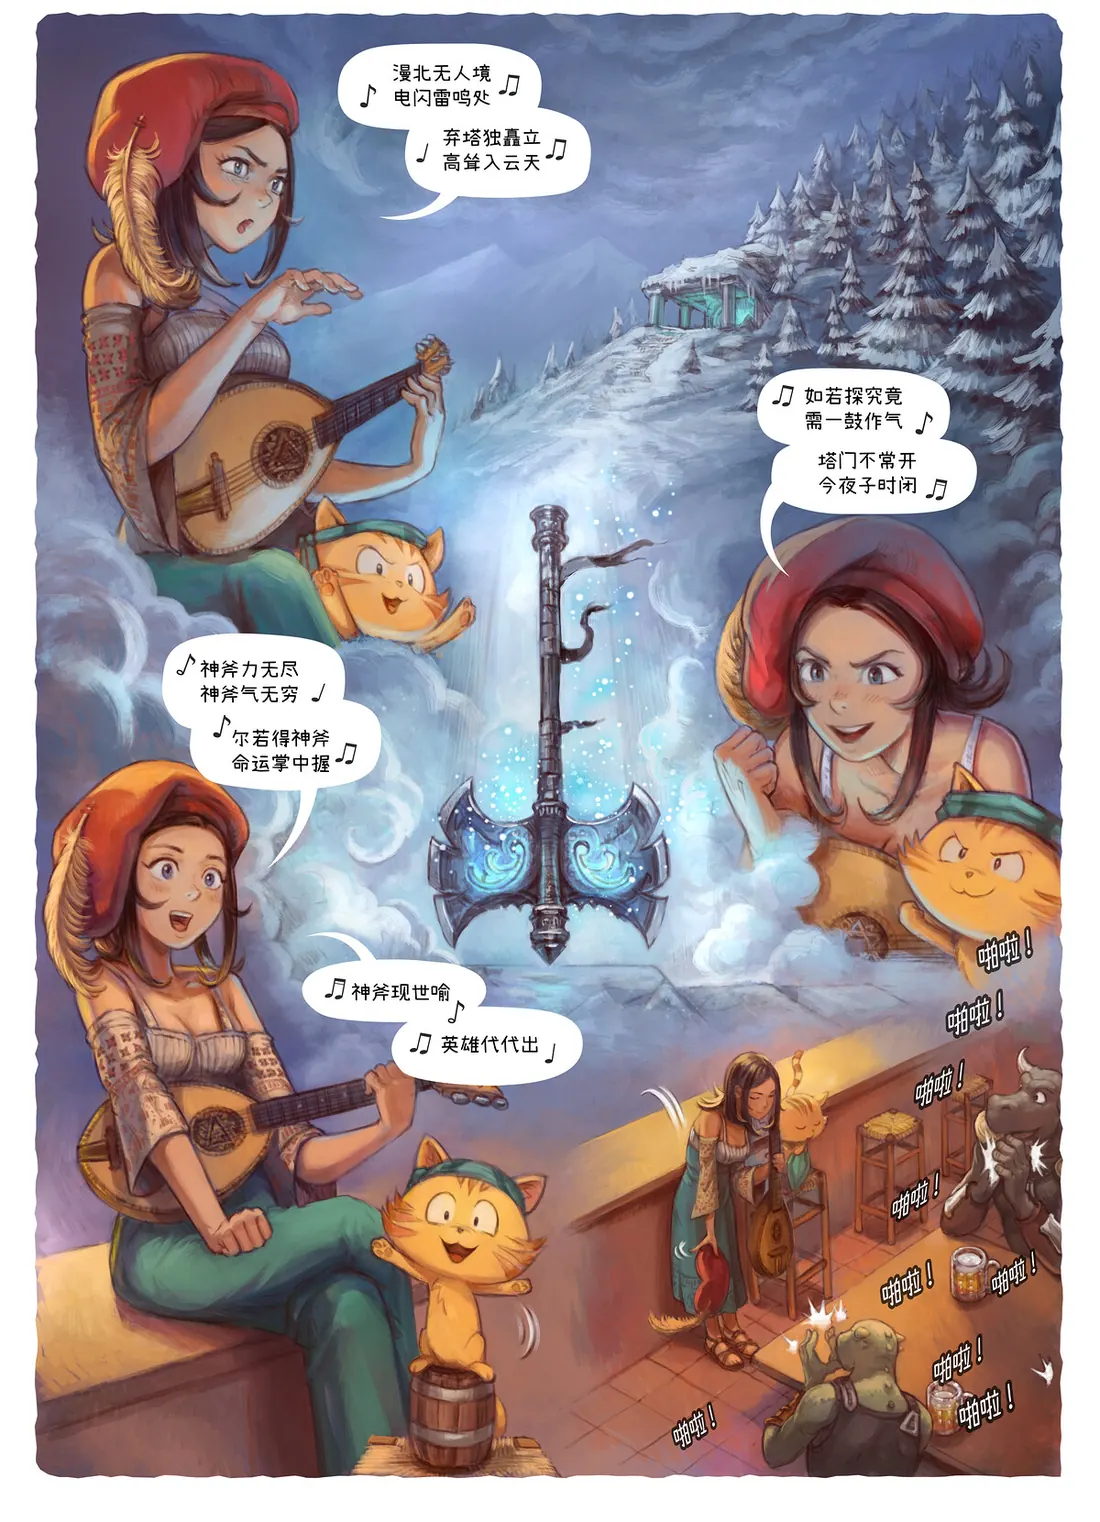 漫北无人境
电闪雷鸣处
弃塔独矗立
高耸入云天
如若探究竟
需一鼓作气
塔门不常开
今夜子时闭
神斧力无尽
神斧气无穷
尔若得神斧
命运掌中握
神斧现世喻
英雄代代出
啪啦！
啪啦！
啪啦！
啪啦！
啪啦！
啪啦！
啪啦！
啪啦！
啪啦！